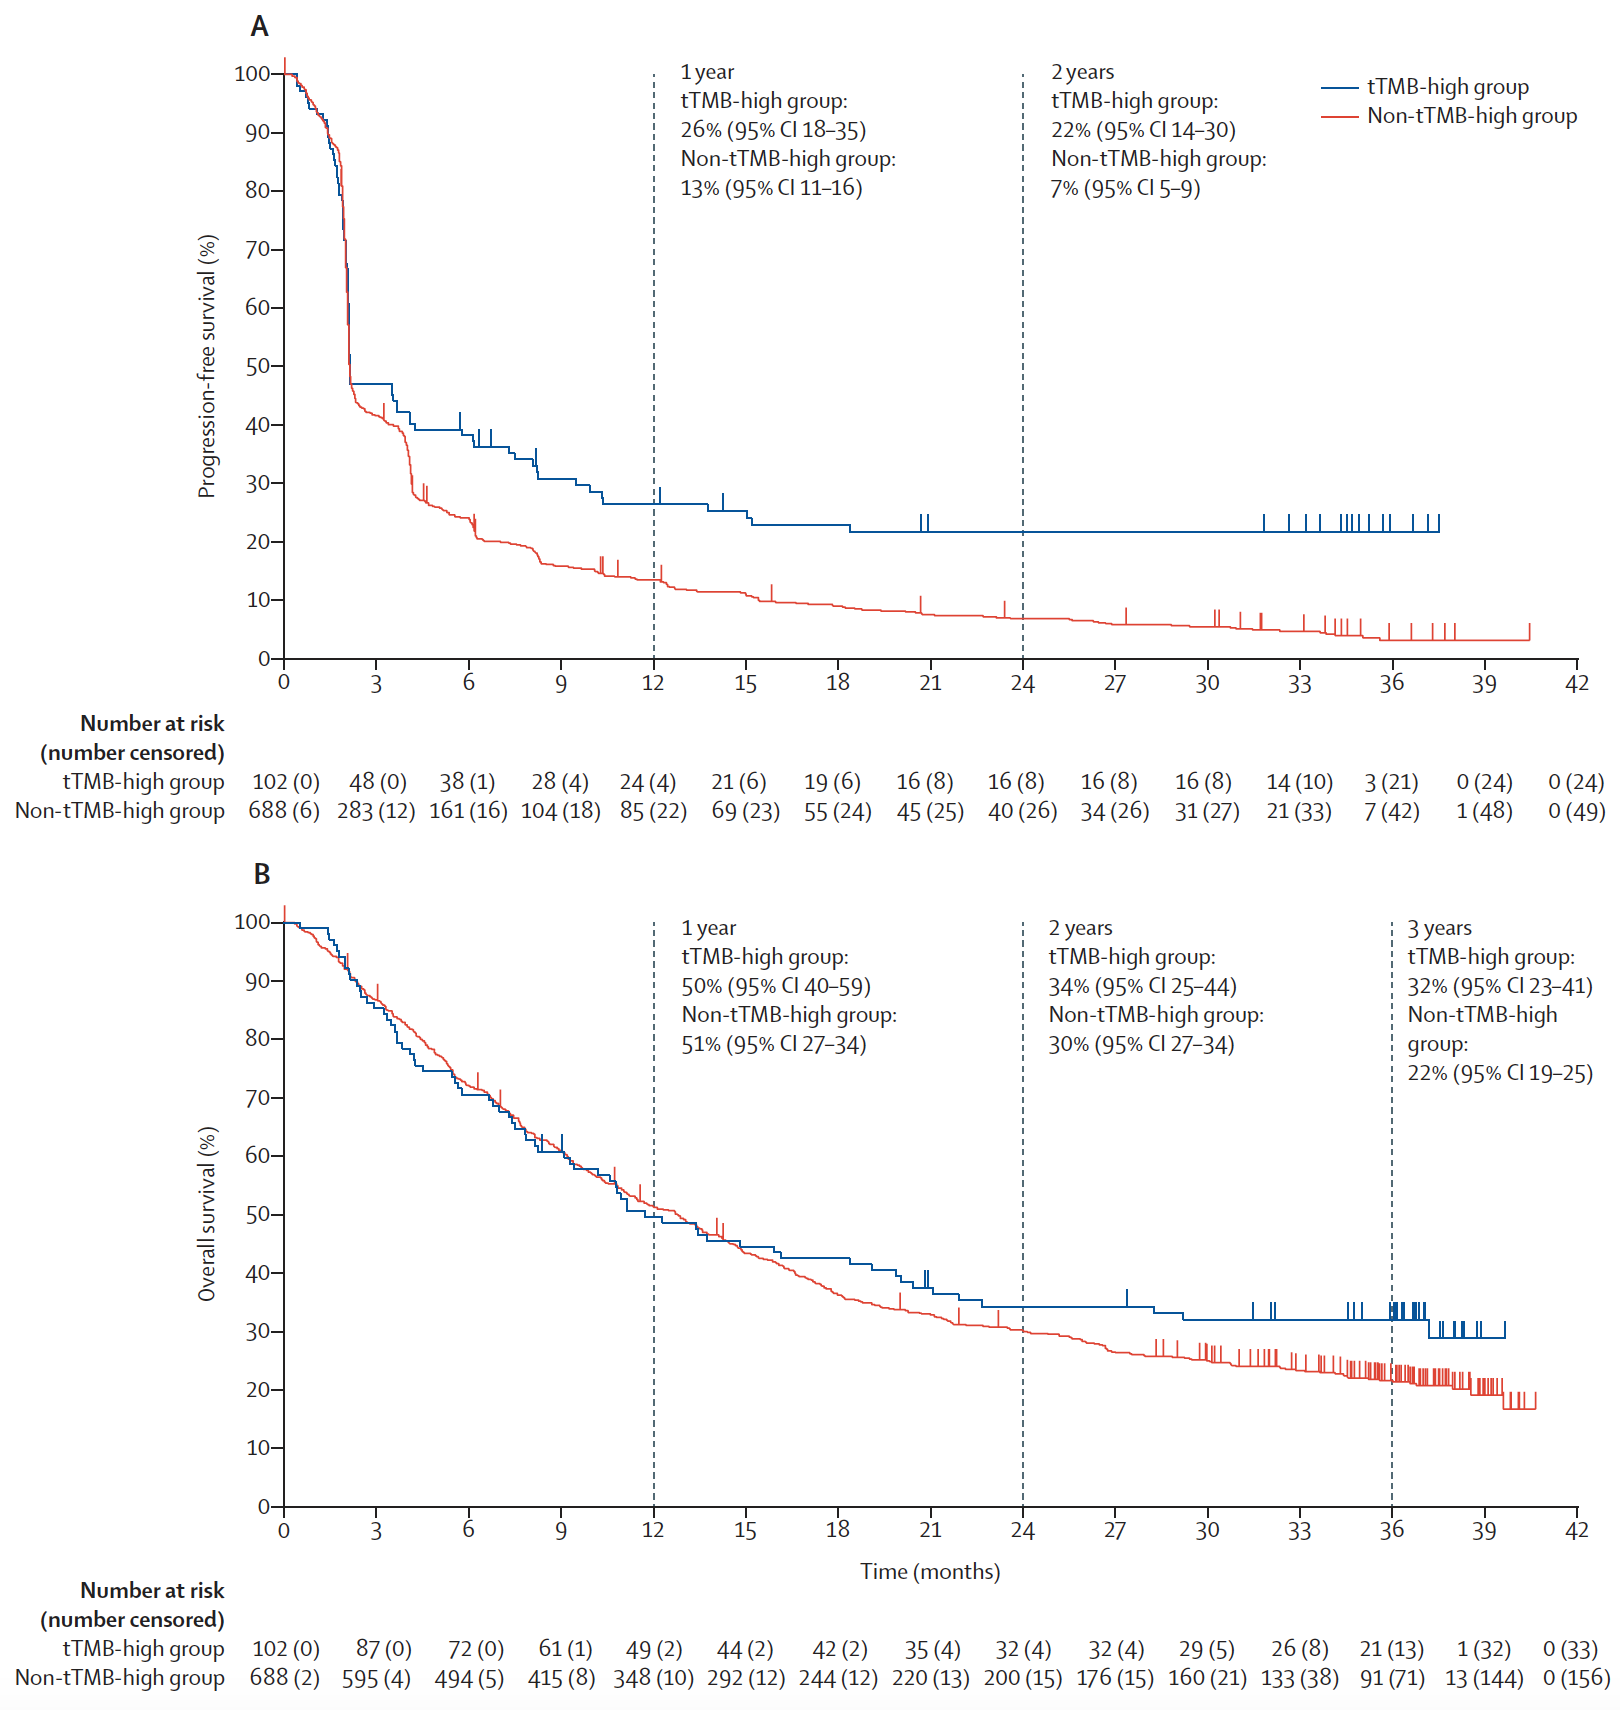 A
1 year
tTMB-high group:
26% (95% CI 18–35)
Non-tTMB-high group:
13% (95% CI 11–16)
2 years
tTMB-high group:
22% (95% CI 14–30)
Non-tTMB-high group:
7% (95% CI 5–9)
tTMB-high group
Non-tTMB-high group
Progression-free survival (%)
100
90
80
70
60
50
40
30
20
10
0
0 3 6 9 12 15 18 21 24 27 30 33 36 39 42
Number at risk
(number censored)
tTMB-high group 102 (0) 48 (0) 38 (1) 28 (4) 24 (4) 21 (6) 19 (6) 16 (8) 16 (8) 16 (8) 16 (8) 14 (10) 3 (21) 0 (24) 0 (24)
Non-tTMB-high group 688 (6) 283 (12) 161 (16) 104 (18) 85 (22) 69 (23) 55 (24) 45 (25) 40 (26) 34 (26) 31 (27) 21 (33) 7 (42) 1 (48) 0 (49)
B
1 year
tTMB-high group:
50% (95% CI 40–59)
Non-tTMB-high group:
51% (95% CI 27–34)
2 years
tTMB-high group:
34% (95% CI 25–44)
Non-tTMB-high group:
30% (95% CI 27–34)
3 years
tTMB-high group:
32% (95% CI 23–41)
Non-tTMB-high
group:
22% (95% CI 19–25)
Overall survival (%)
100
90
80
70
60
50
40
30
20
10
0
0 3 6 9 12 15 18 21 24 27 30 33 36 39 42
Time (months)
Number at risk
(number censored)
tTMB-high group 102 (0) 87 (0) 72 (0) 61 (1) 49 (2) 44 (2) 42 (2) 35 (4) 32 (4) 32 (4) 29 (5) 26 (8) 21 (13) 1 (32) 0 (33)
Non-tTMB-high group 688 (2) 595 (4) 494 (5) 415 (8) 348 (10) 292 (12) 244 (12) 220 (13) 200 (15) 176 (15) 160 (21) 133 (38) 91 (71) 13 (144) 0 (156)